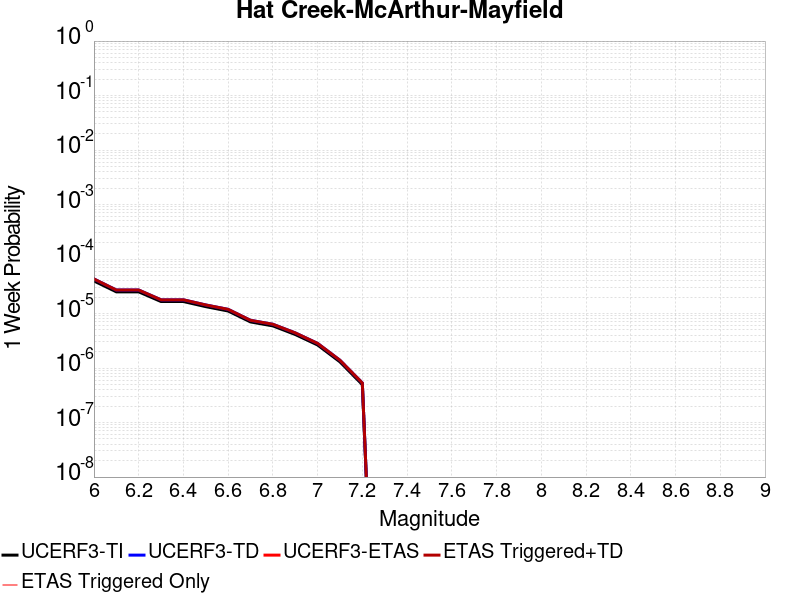 Hat Creek-McArthur-Mayfield
10^0
10^-1
10^-2
10^-3
10^-4
10^-5
10^-6
10^-7
10^-8
1 Week Probability
6 6.2 6.4 6.6 6.8 7 7.2 7.4 7.6 7.8 8 8.2 8.4 8.6 8.8 9
Magnitude
UCERF3-TI UCERF3-TD UCERF3-ETAS ETAS Triggered+TD
ETAS Triggered Only